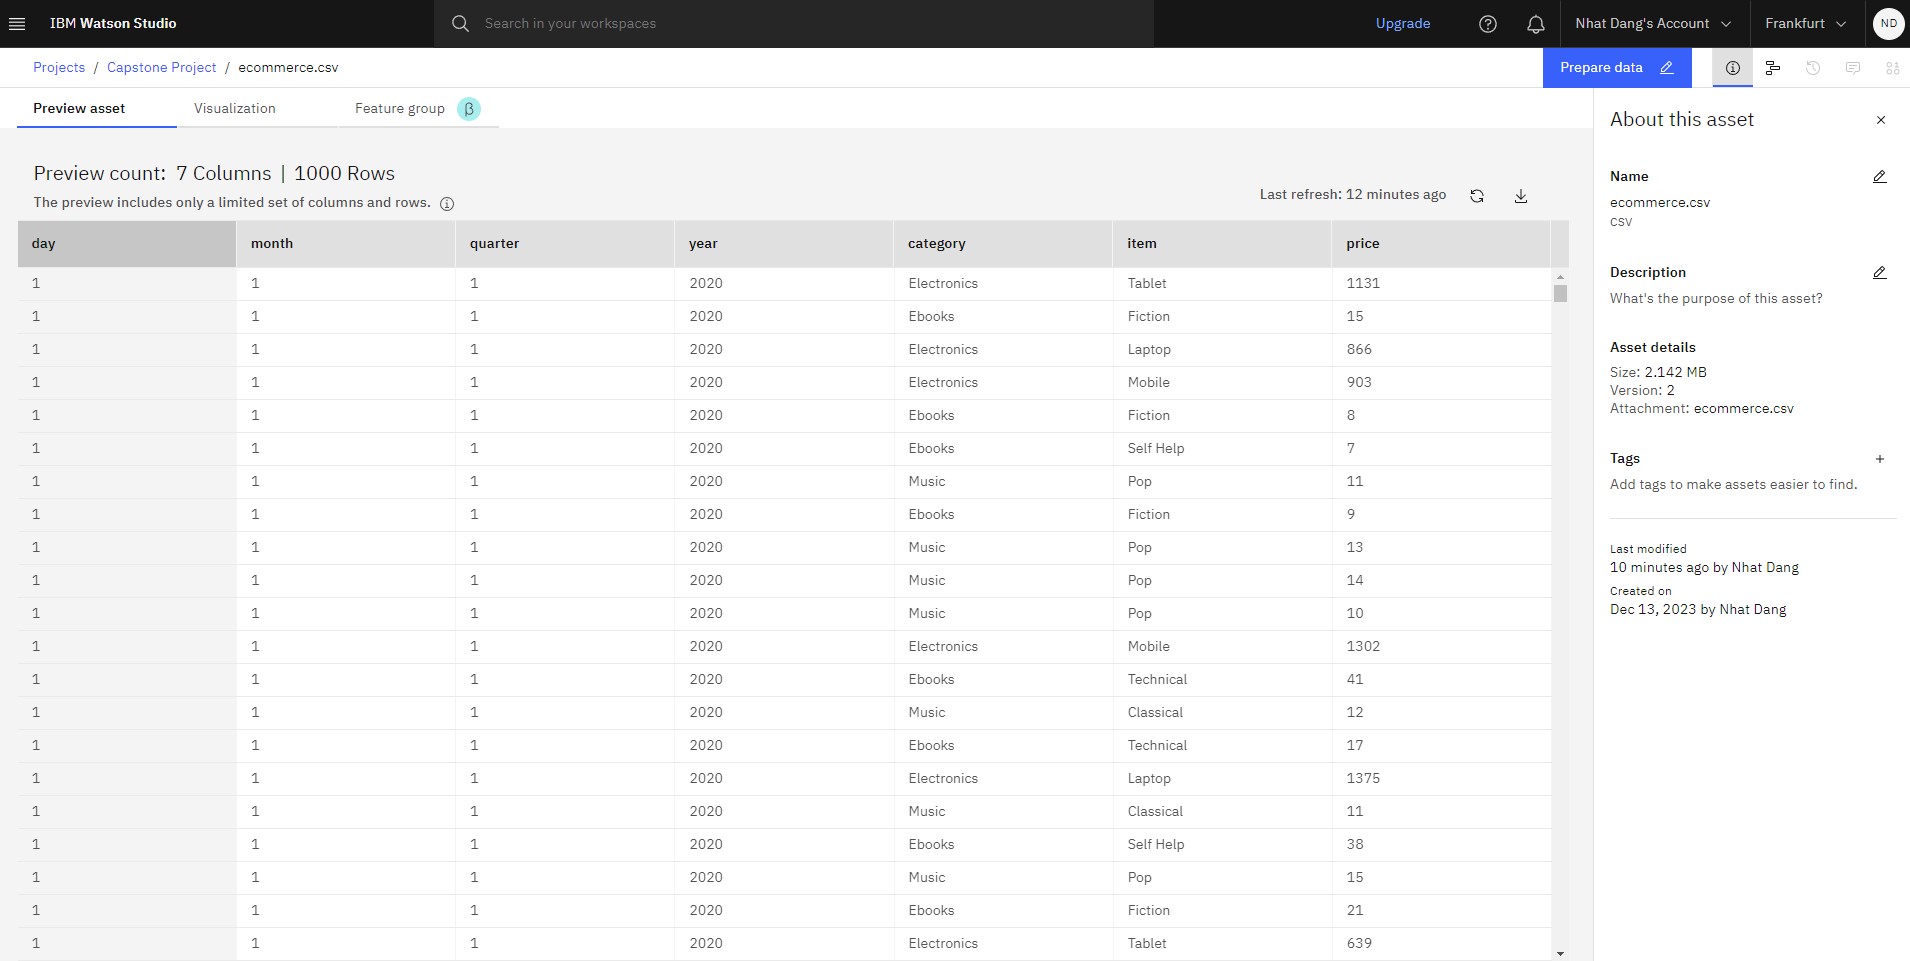 IBM Watson Studio
Search in your workspaces
Upgrade
Nhat Dang's Account
Frankfurt
ND
Projects / Capstone Project / ecommerce.csv
Prepare data
Preview asset
Visualization
Feature group β
Preview count: 7 Columns | 1000 Rows
The preview includes only a limited set of columns and rows.
Last refresh: 12 minutes ago
day month quarter year category item price
1 1 1 2020 Electronics Tablet 1131
1 1 1 2020 Ebooks Fiction 15
1 1 1 2020 Electronics Laptop 866
1 1 1 2020 Electronics Mobile 903
1 1 1 2020 Ebooks Fiction 8
1 1 1 2020 Ebooks Self Help 7
1 1 1 2020 Music Pop 11
1 1 1 2020 Ebooks Fiction 9
1 1 1 2020 Music Pop 13
1 1 1 2020 Music Pop 14
1 1 1 2020 Music Pop 10
1 1 1 2020 Electronics Mobile 1302
1 1 1 2020 Ebooks Technical 41
1 1 1 2020 Music Classical 12
1 1 1 2020 Ebooks Technical 17
1 1 1 2020 Electronics Laptop 1375
1 1 1 2020 Music Classical 11
1 1 1 2020 Ebooks Self Help 38
1 1 1 2020 Music Pop 15
1 1 1 2020 Ebooks Fiction 21
1 1 1 2020 Electronics Tablet 639
About this asset
Name
ecommerce.csv
CSV
Description
What's the purpose of this asset?
Asset details
Size: 2.142 MB
Version: 2
Attachment: ecommerce.csv
Tags
Add tags to make assets easier to find.
Last modified
10 minutes ago by Nhat Dang
Created on
Dec 13, 2023 by Nhat Dang